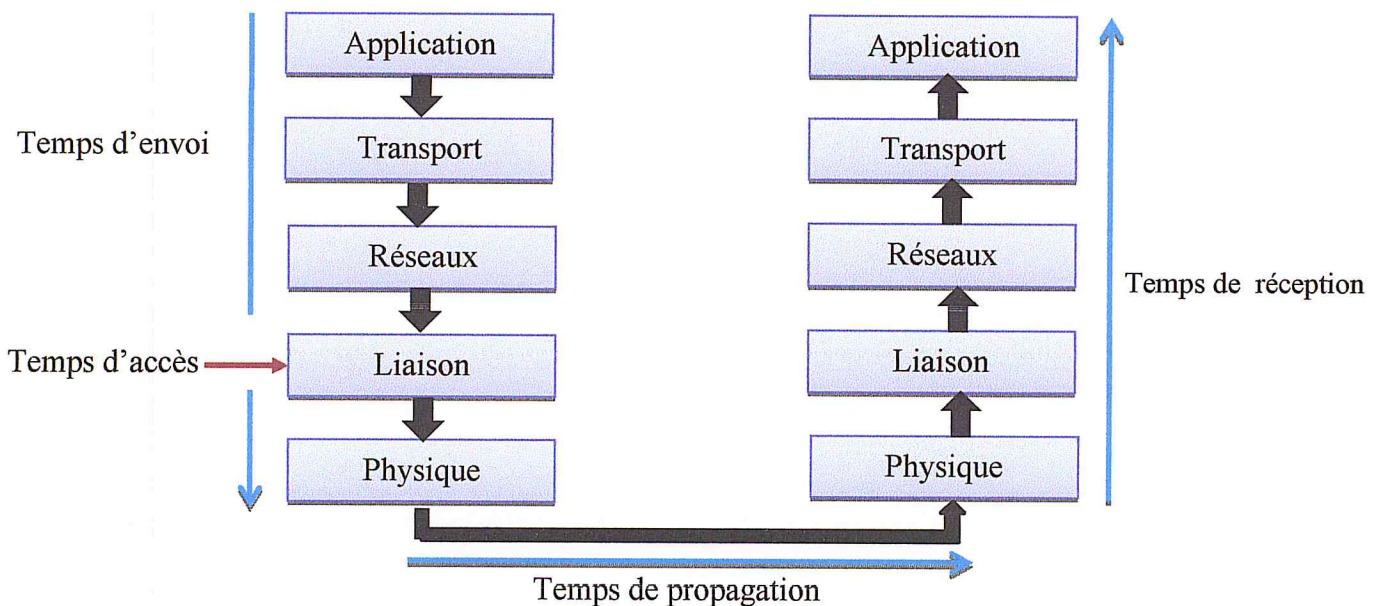 Application
Application
Temps d'envoi
Transport
Transport
Réseaux
Réseaux
Temps de réception
Temps d'accès
Liaison
Liaison
Physique
Physique
Temps de propagation